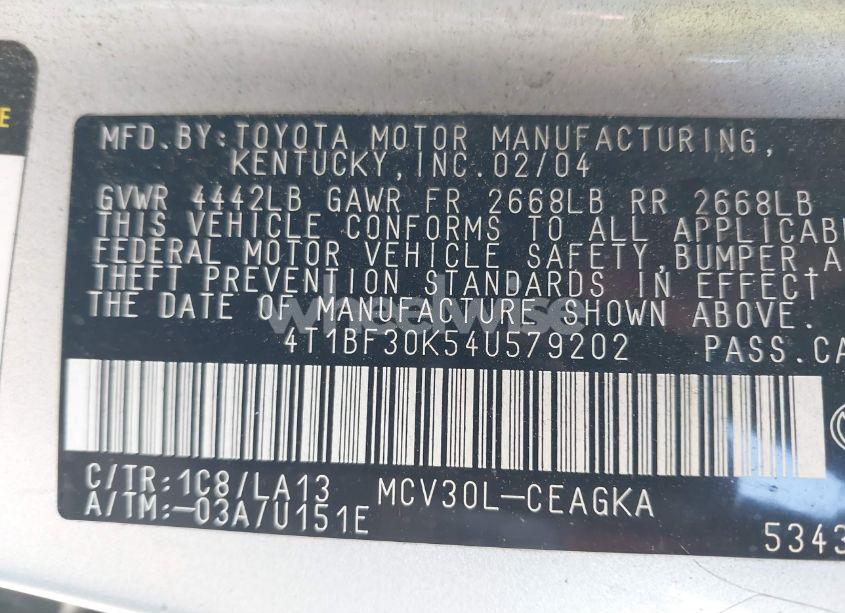 E
MFD.BY:TOYOTA MOTOR MANUFACTURING,
KENTUCKY,INC.02/04
GVWR 4442LB GAWR FR 2668LB RR 2668LB
THIS VEHICLE CONFORMS TO ALL APPLICABL
FEDERAL MOTOR VEHICLE SAFETY,BUMPER,A
THEFT PREVENTION STANDARDS IN EFFECT
THE DATE OF MANUFACTURE SHOWN ABOVE.
wheelwise
4T1BF30K54U579202 PASS.CA
C/TR:1C8/LA13 MCV30L-CEAGKA
A/TM:-03A/U151E
5343